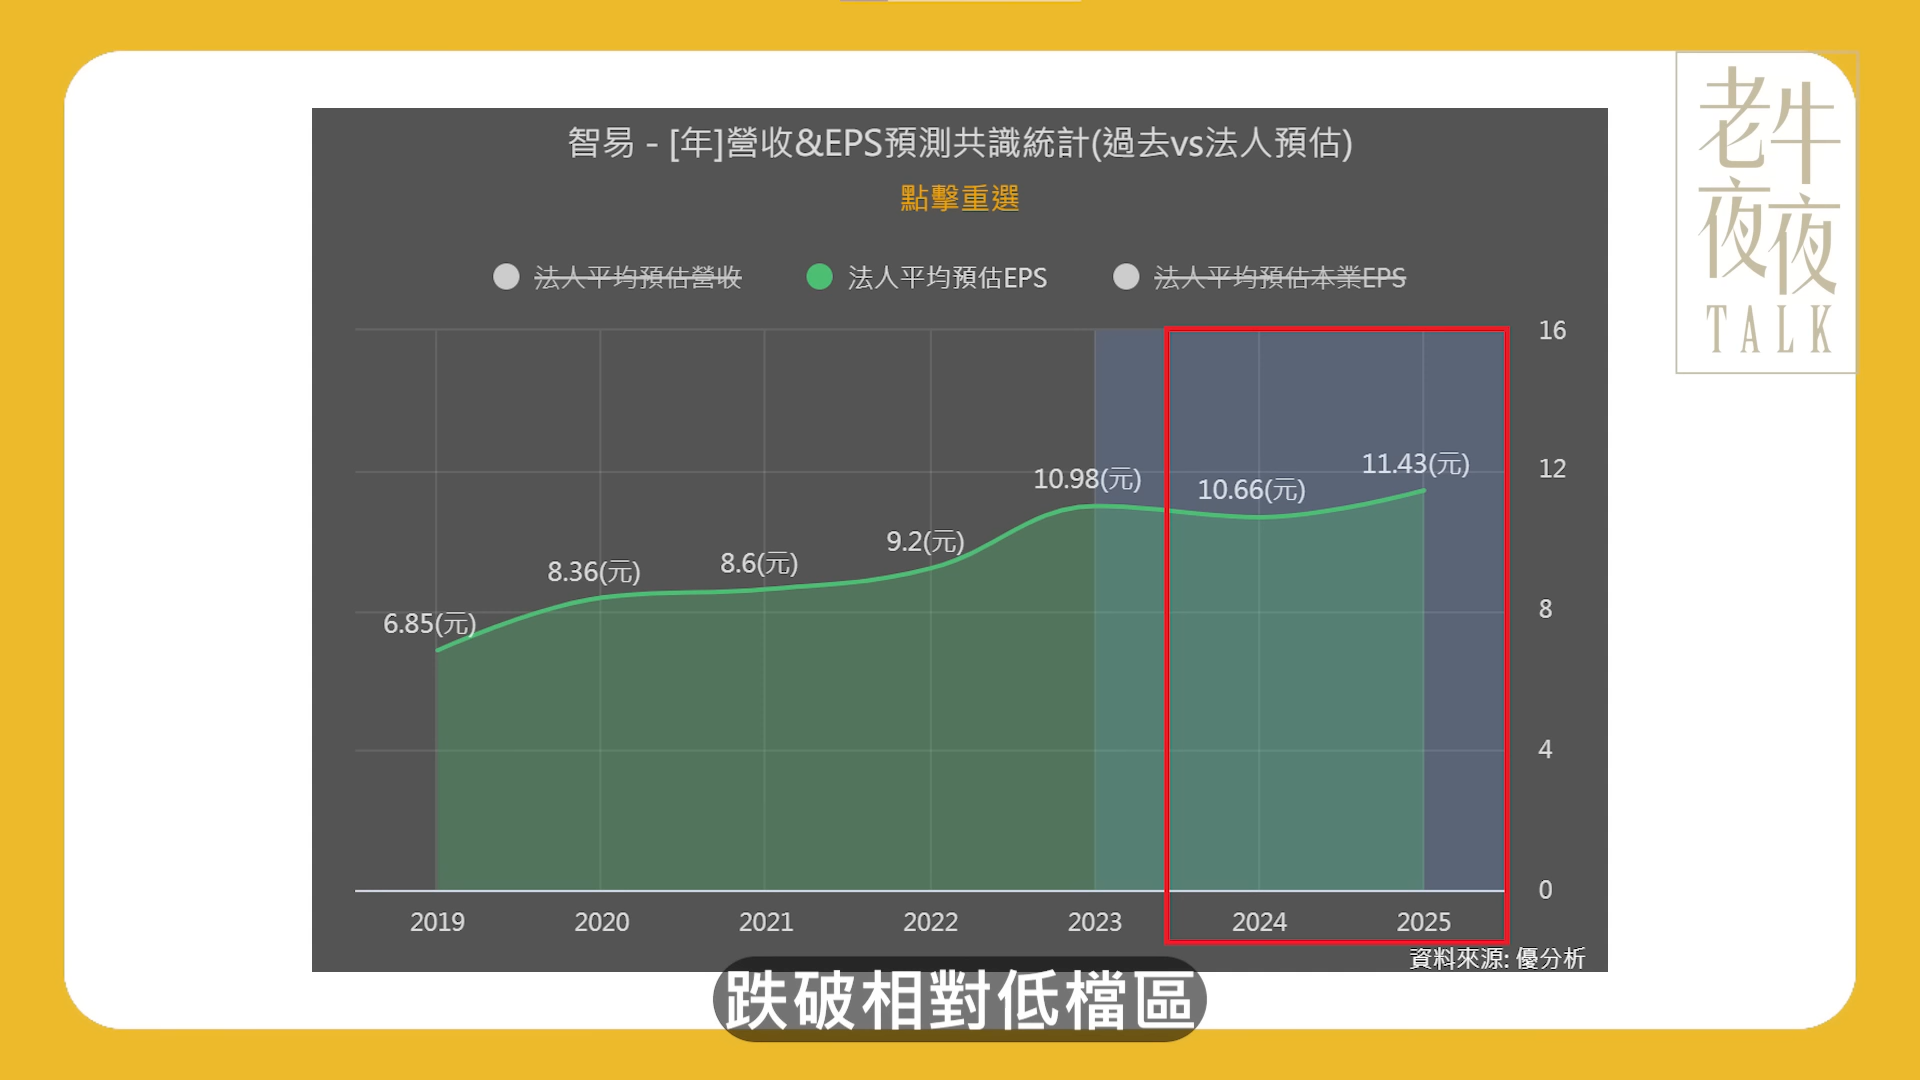 智易 - [年]營收&EPS預測共識統計(過去vs法人預估)
點擊重選
法人平均預估營收 法人平均預估EPS 法人平均預估本業EPS
老牛
夜夜
TALK
16
12
8
4
0
6.85(元)
8.36(元)
8.6(元)
9.2(元)
10.98(元)
10.66(元)
11.43(元)
2019 2020 2021 2022 2023 2024 2025
資料來源: 優分析
跌破相對低檔區